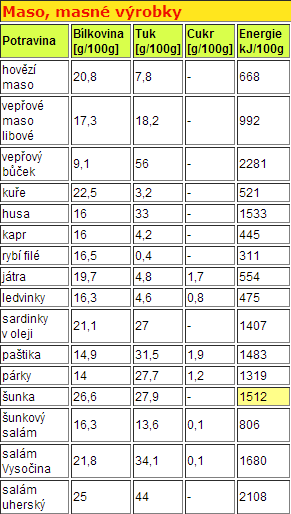 Maso, masné výrobky
Potravina Bílkovina [g/100g] Tuk [g/100g] Cukr [g/100g] Energie kJ/100g
hovězí maso 20,8 7,8 - 668
vepřové maso libové 17,3 18,2 - 992
vepřový bůček 9,1 56 - 2281
kuře 22,5 3,2 - 521
husa 16 33 - 1533
kapr 16 4,2 - 445
rybí filé 16,5 0,4 - 311
játra 19,7 4,8 1,7 554
ledvinky 16,3 4,6 0,8 475
sardinky v oleji 21,1 27 - 1407
paštika 14,9 31,5 1,9 1483
párky 14 27,7 1,2 1319
šunka 26,6 27,9 - 1512
šunkový salám 16,3 13,6 0,1 806
salám Vysočina 21,8 34,1 0,1 1680
salám uherský 25 44 - 2108